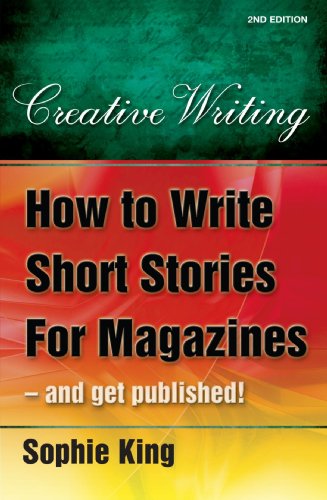 2ND EDITION
Creative Writing
How to Write
Short Stories
For Magazines
– and get published!
Sophie King